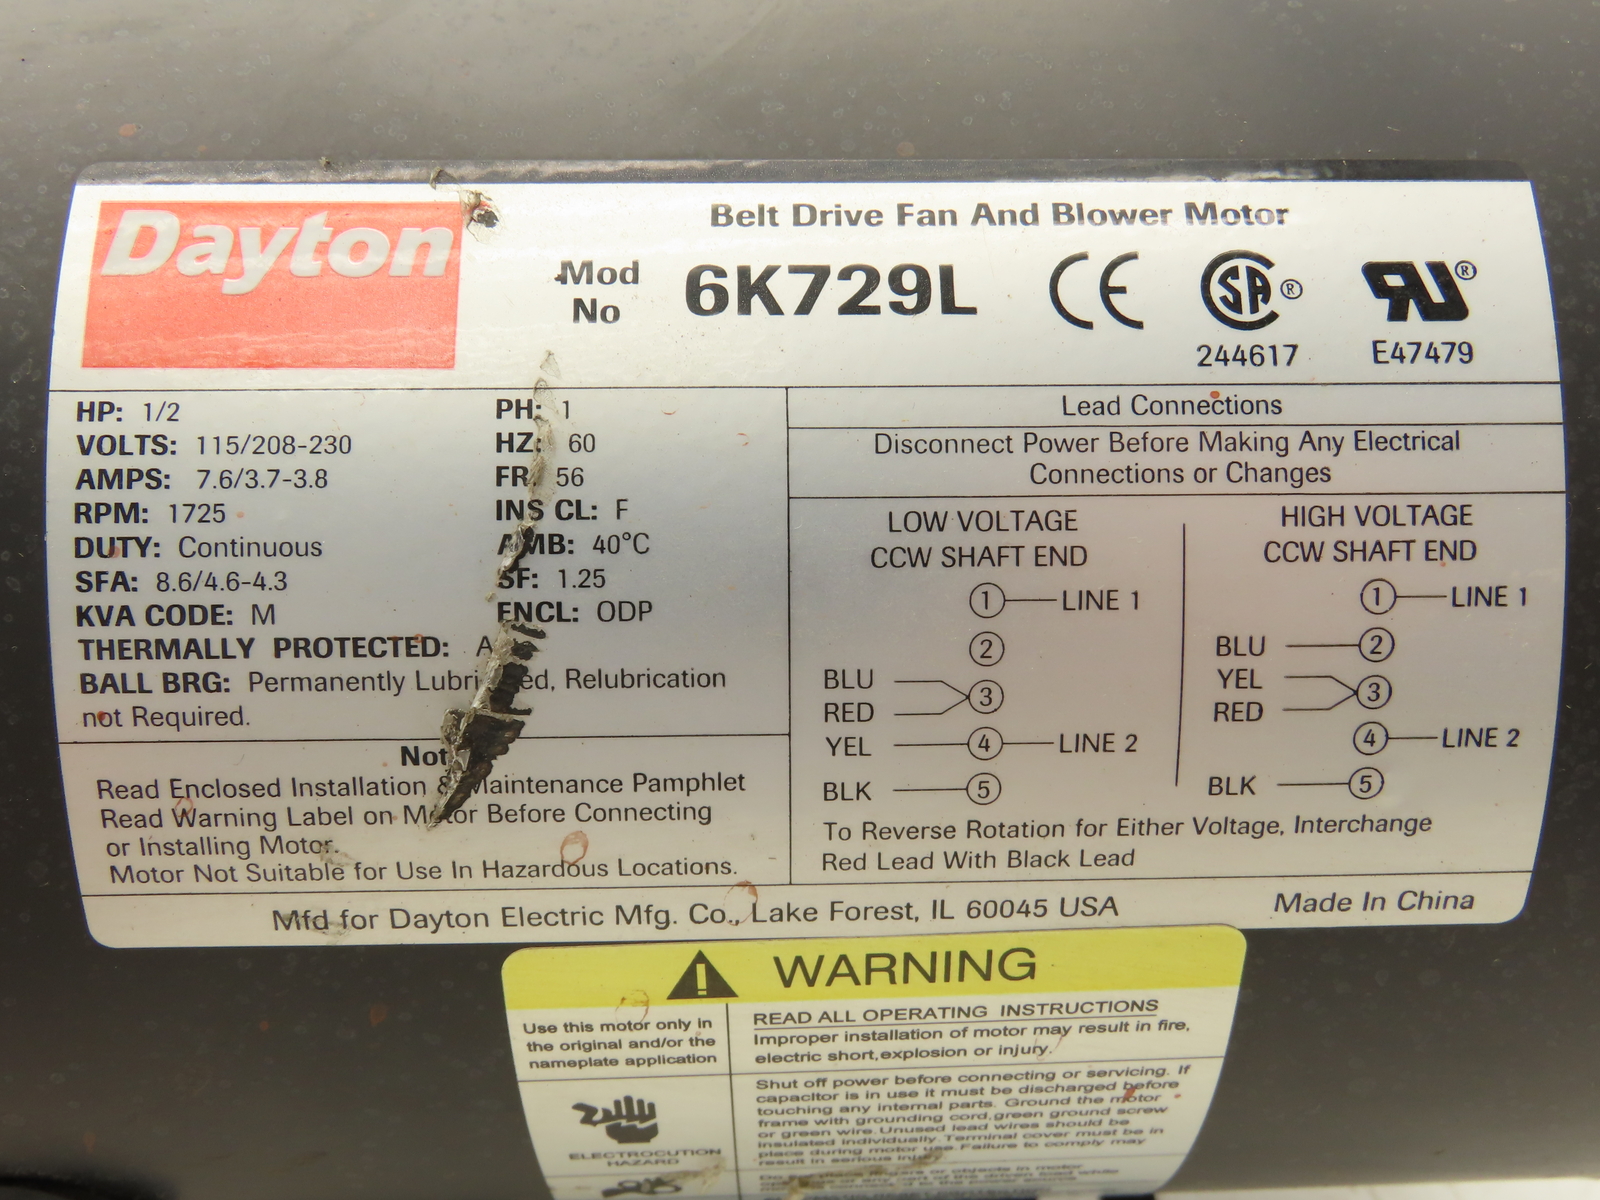 Dayton
Belt Drive Fan And Blower Motor
Mod No 6K729L
CE
SA ®
244617
RU ®
E47479
HP: 1/2
VOLTS: 115/208-230
AMPS: 7.6/3.7-3.8
RPM: 1725
DUTY: Continuous
SFA: 8.6/4.6-4.3
KVA CODE: M
THERMALLY PROTECTED:
BALL BRG: Permanently Lubricated, Relubrication
not Required.
PH: 1
HZ: 60
FR: 56
INS CL: F
AMB: 40°C
SF: 1.25
ENCL: ODP
Read Enclosed Installation & Maintenance Pamphlet
Read Warning Label on Motor Before Connecting
or Installing Motor.
Motor Not Suitable for Use In Hazardous Locations.
Lead Connections
Disconnect Power Before Making Any Electrical
Connections or Changes
LOW VOLTAGE
CCW SHAFT END
1 LINE 1
2
BLU
3
RED
YEL 4 LINE 2
BLK 5
HIGH VOLTAGE
CCW SHAFT END
1 LINE 1
BLU 2
YEL
3
RED
4 LINE 2
BLK 5
To Reverse Rotation for Either Voltage, Interchange
Red Lead With Black Lead
Mfd for Dayton Electric Mfg. Co., Lake Forest, IL 60045 USA
Made In China
WARNING
Use this motor only in
the original and/or the
nameplate application
ELECTROCUTION
HAZARD
READ ALL OPERATING INSTRUCTIONS
Improper installation of motor may result in fire,
electric short,explosion or injury.
Shut off power before connecting or servicing. If
capacitor is in use it must be discharged before
touching any internal parts. Ground the motor
frame with grounding cord,green ground screw
or green wire.Unused lead wires should be
insulated individually.Terminal cover must be in
place during motor use.Failure to comply may
result in serious injury.